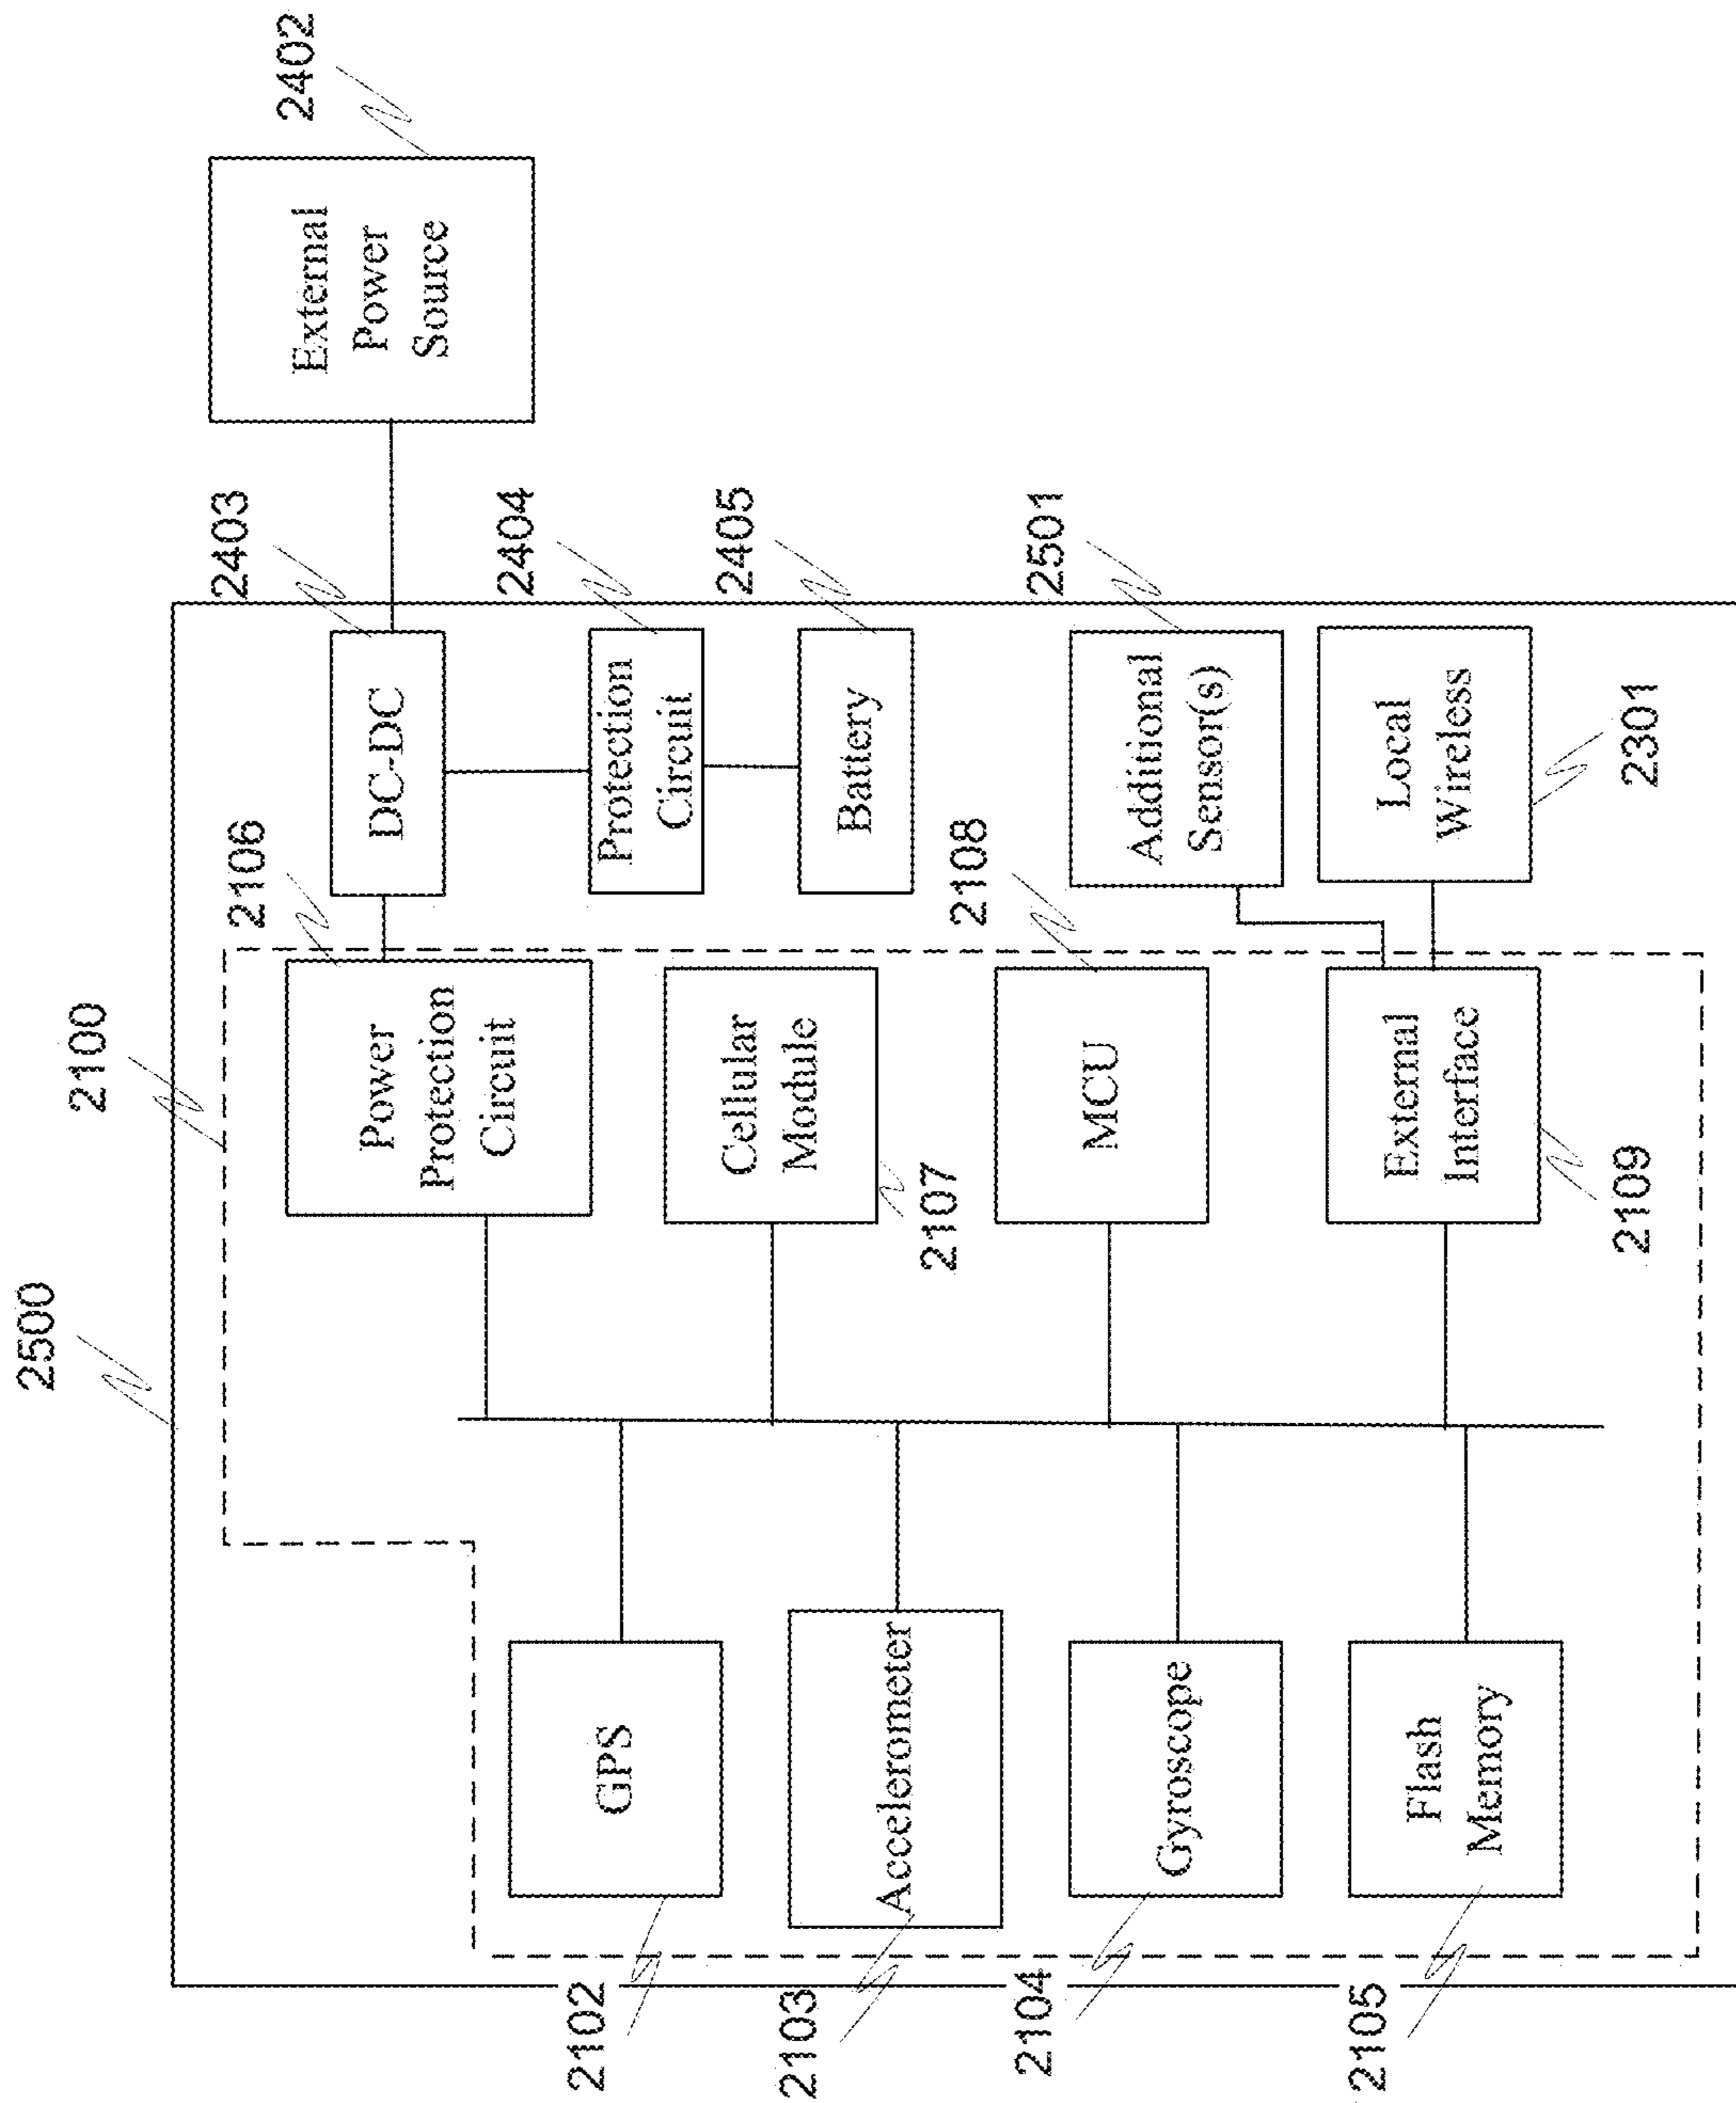 2500
2100
2102
GPS
2103
Accelerometer
2104
Gyroscope
2105
Flash
Memory
2106
Power
Protection
Circuit
2107
Cellular
Module
2108
MCU
2109
External
Interface
2403
DC-DC
2404
Protection
Circuit
2405
Battery
2501
Additional
Sensor(s)
2301
Local
Wireless
2402
External
Power
Source